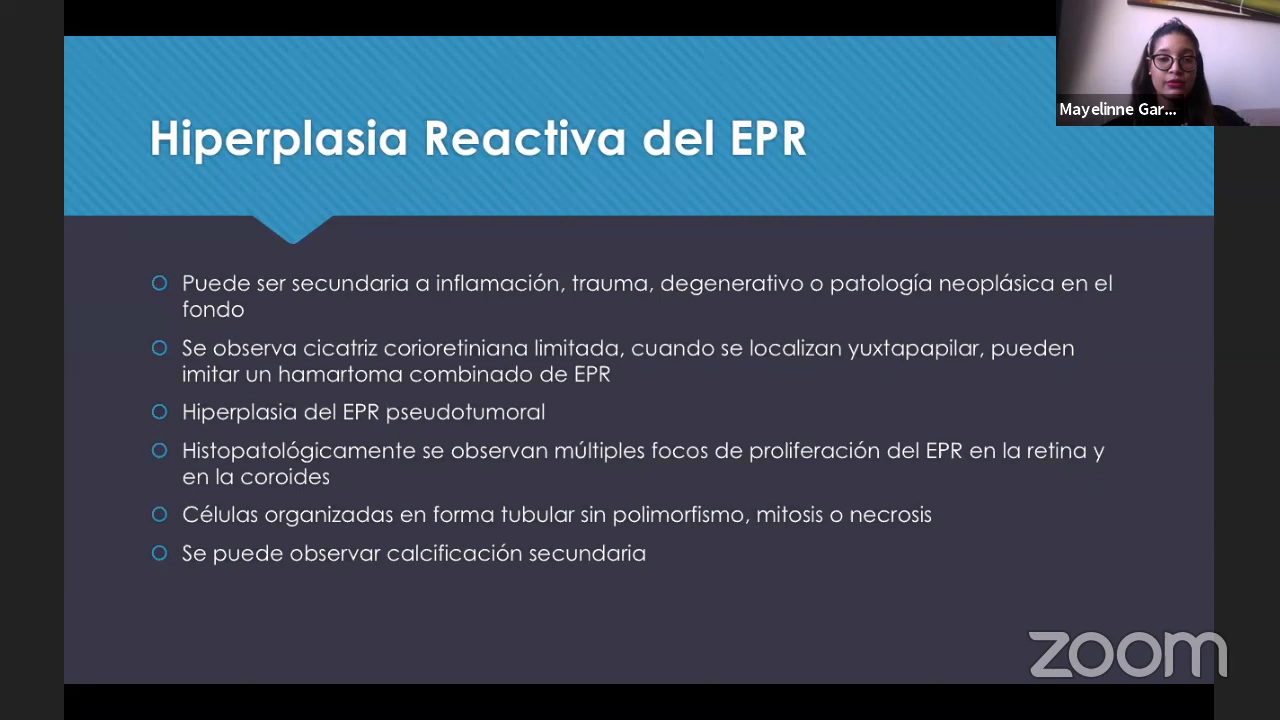 Mayelinne Gar...
Hiperplasia Reactiva del EPR
Puede ser secundaria a inflamación, trauma, degenerativo o patología neoplásica en el
fondo
Se observa cicatriz corioretiniana limitada, cuando se localizan yuxtapapilar, pueden
imitar un hamartoma combinado de EPR
Hiperplasia del EPR pseudotumoral
Histopatológicamente se observan múltiples focos de proliferación del EPR en la retina y
en la coroides
Células organizadas en forma tubular sin polimorfismo, mitosis o necrosis
Se puede observar calcificación secundaria
zoom